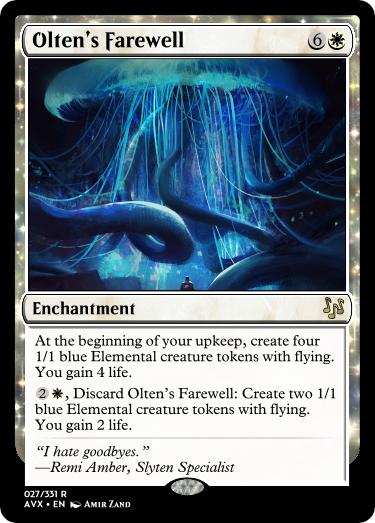 Olten's Farewell 6
Enchantment
At the beginning of your upkeep, create four
1/1 blue Elemental creature tokens with flying.
You gain 4 life.
2, Discard Olten's Farewell: Create two 1/1
blue Elemental creature tokens with flying.
You gain 2 life.
“I hate goodbyes.”
—Remi Amber, Slyten Specialist
027/331 R
AVX • EN Amir Zand